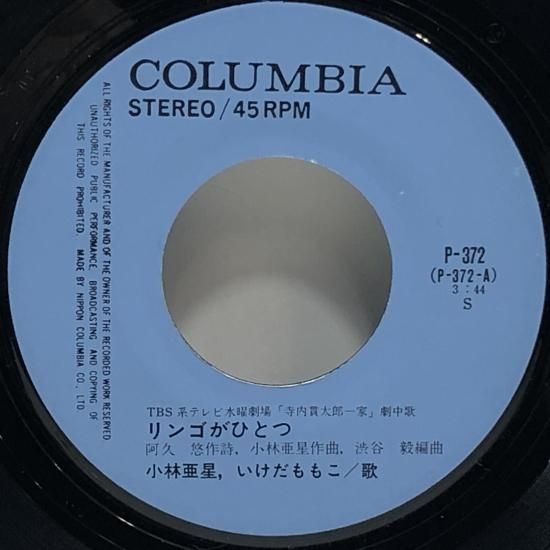 COLUMBIA
STEREO/45RPM
ALL RIGHTS OF THE MANUFACTURER AND OF THE OWNER OF THE RECORDED WORK RESERVED
UNAUTHORIZED PUBLIC PERFORMANCE, BROADCASTING AND COPYING OF
THIS RECORD PROHIBITED. MADE BY NIPPON COLUMBIA CO., LTD.
P-372
(P-372-A)
3:44
S
TBS系テレビ水曜劇場「寺内貫太郎一家」劇中歌
リンゴがひとつ
阿久 悠作詩, 小林亜星作曲, 渋谷 毅編曲
小林亜星, いけだももこ/歌